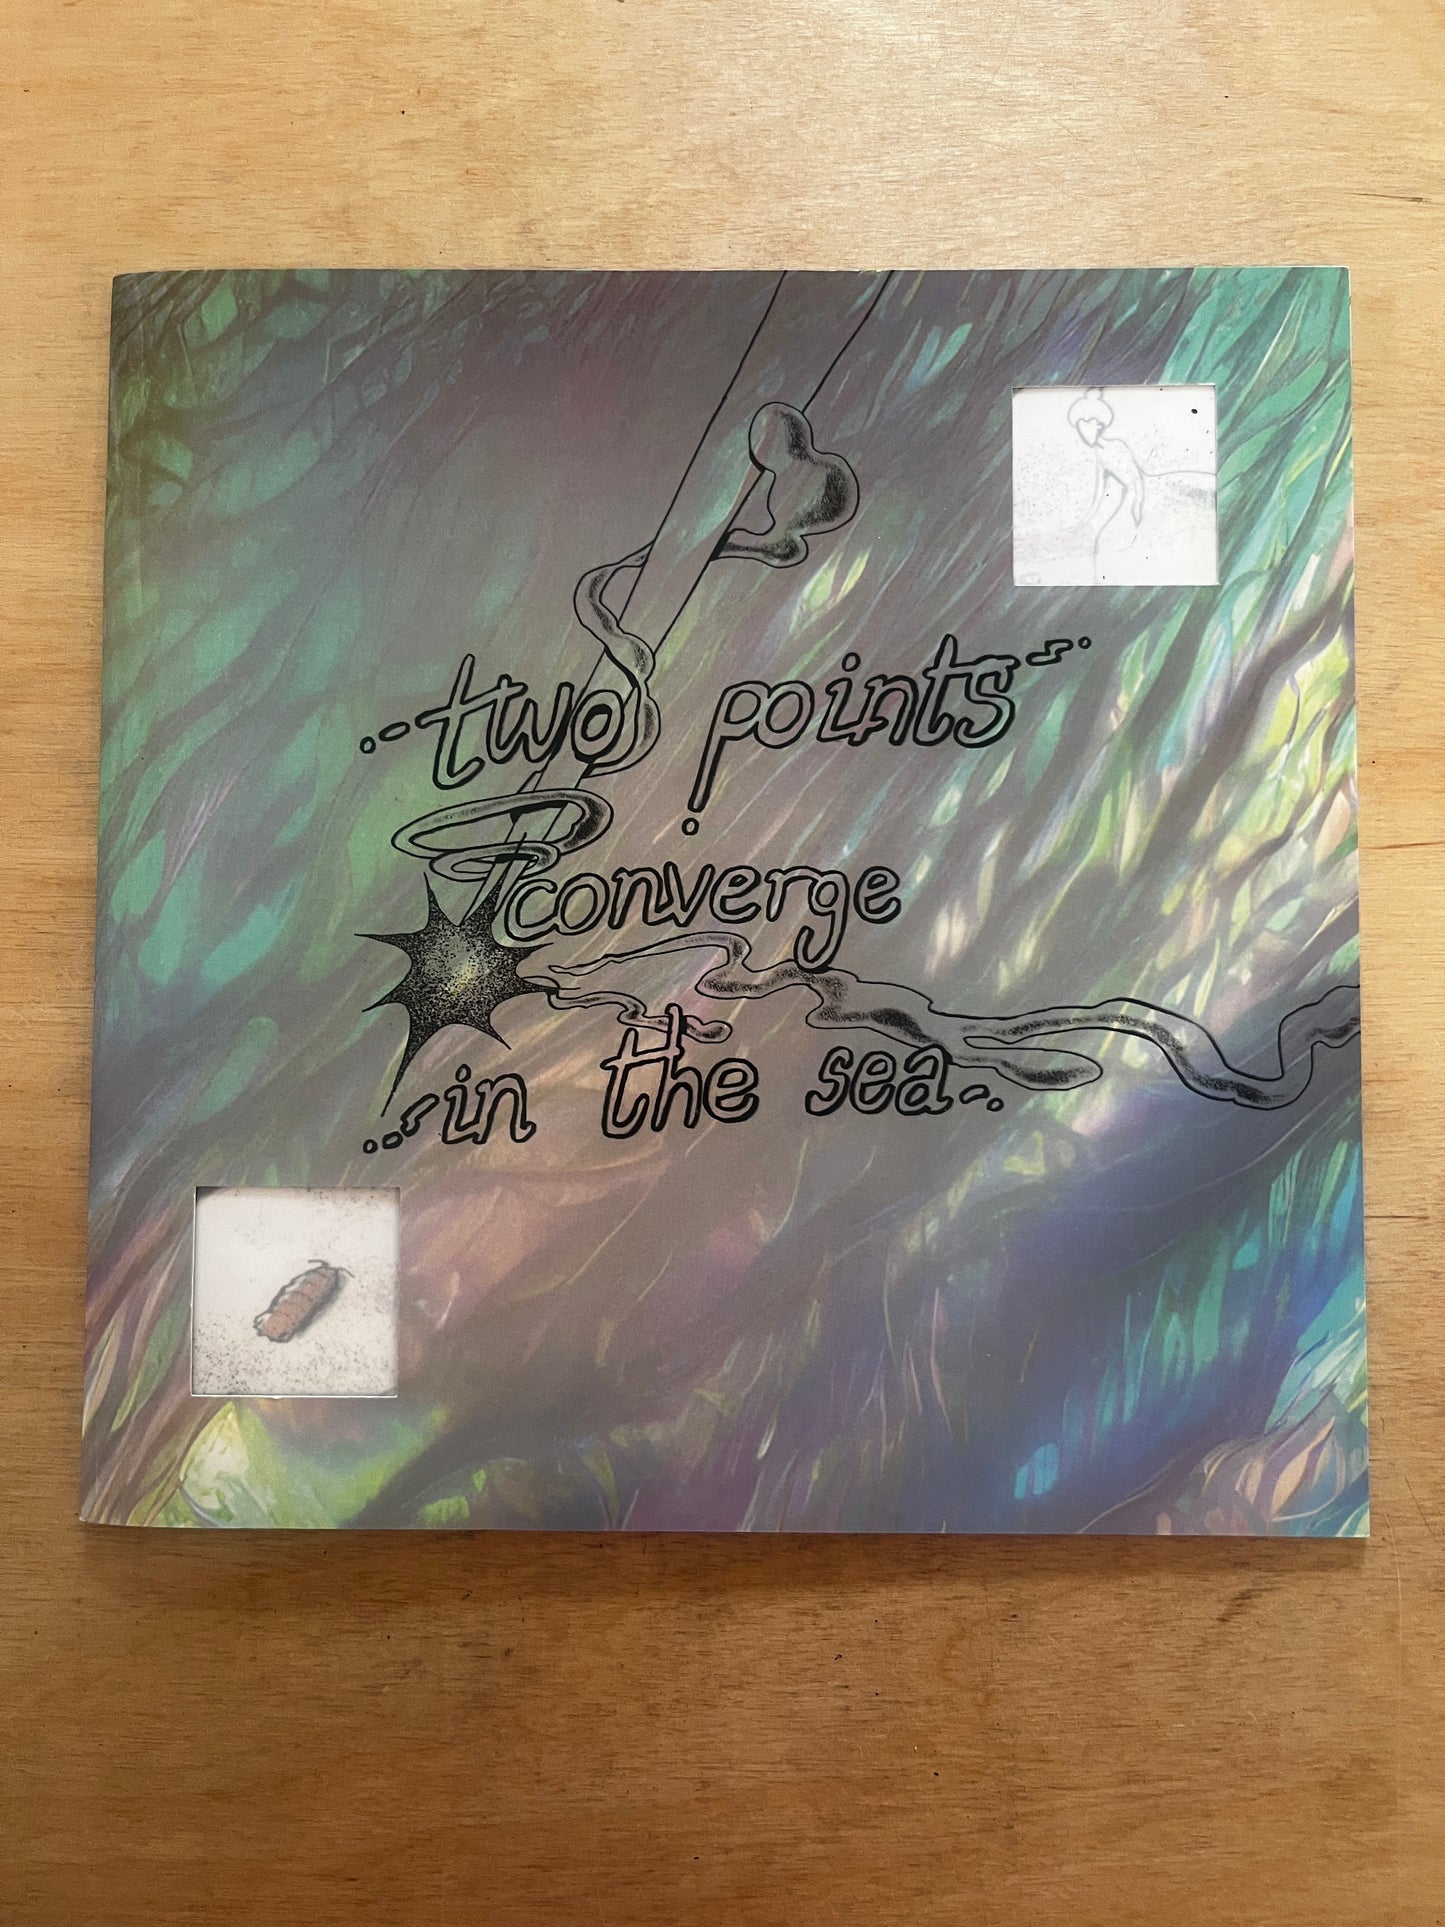 two points
converge
in the sea